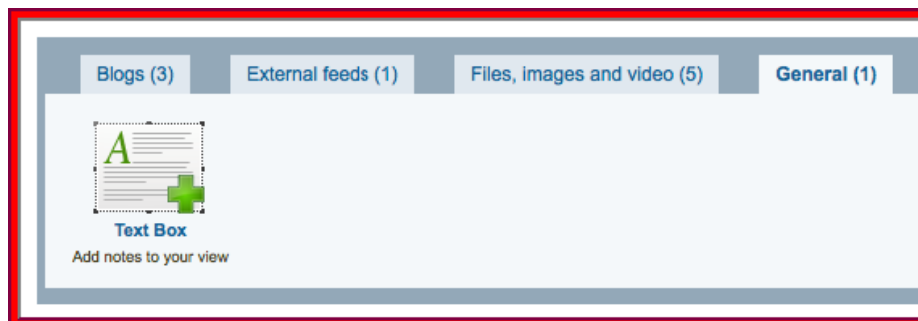 Blogs (3) External feeds (1) Files, images and video (5) General (1)
A
Text Box
Add notes to your view